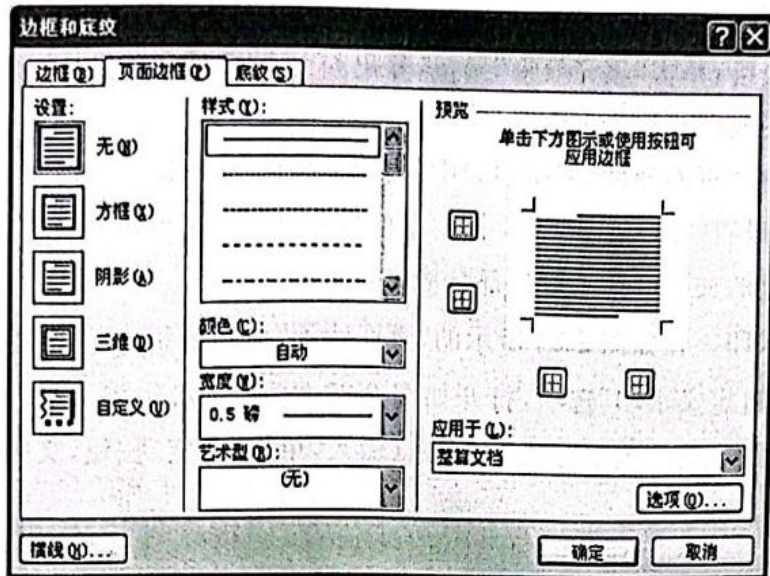 边框和底纹
边框(B) 页面边框(P) 底纹(S)
设置:
无(N)
方框(X)
阴影(A)
三维(D)
自定义(U)
样式(Y):
颜色(C):
自动
宽度(W):
0.5 磅
艺术型(R):
(无)
预览
单击下方图示或使用按钮可
应用边框
应用于(L):
整篇文档
选项(O)...
横线(H)...
确定
取消